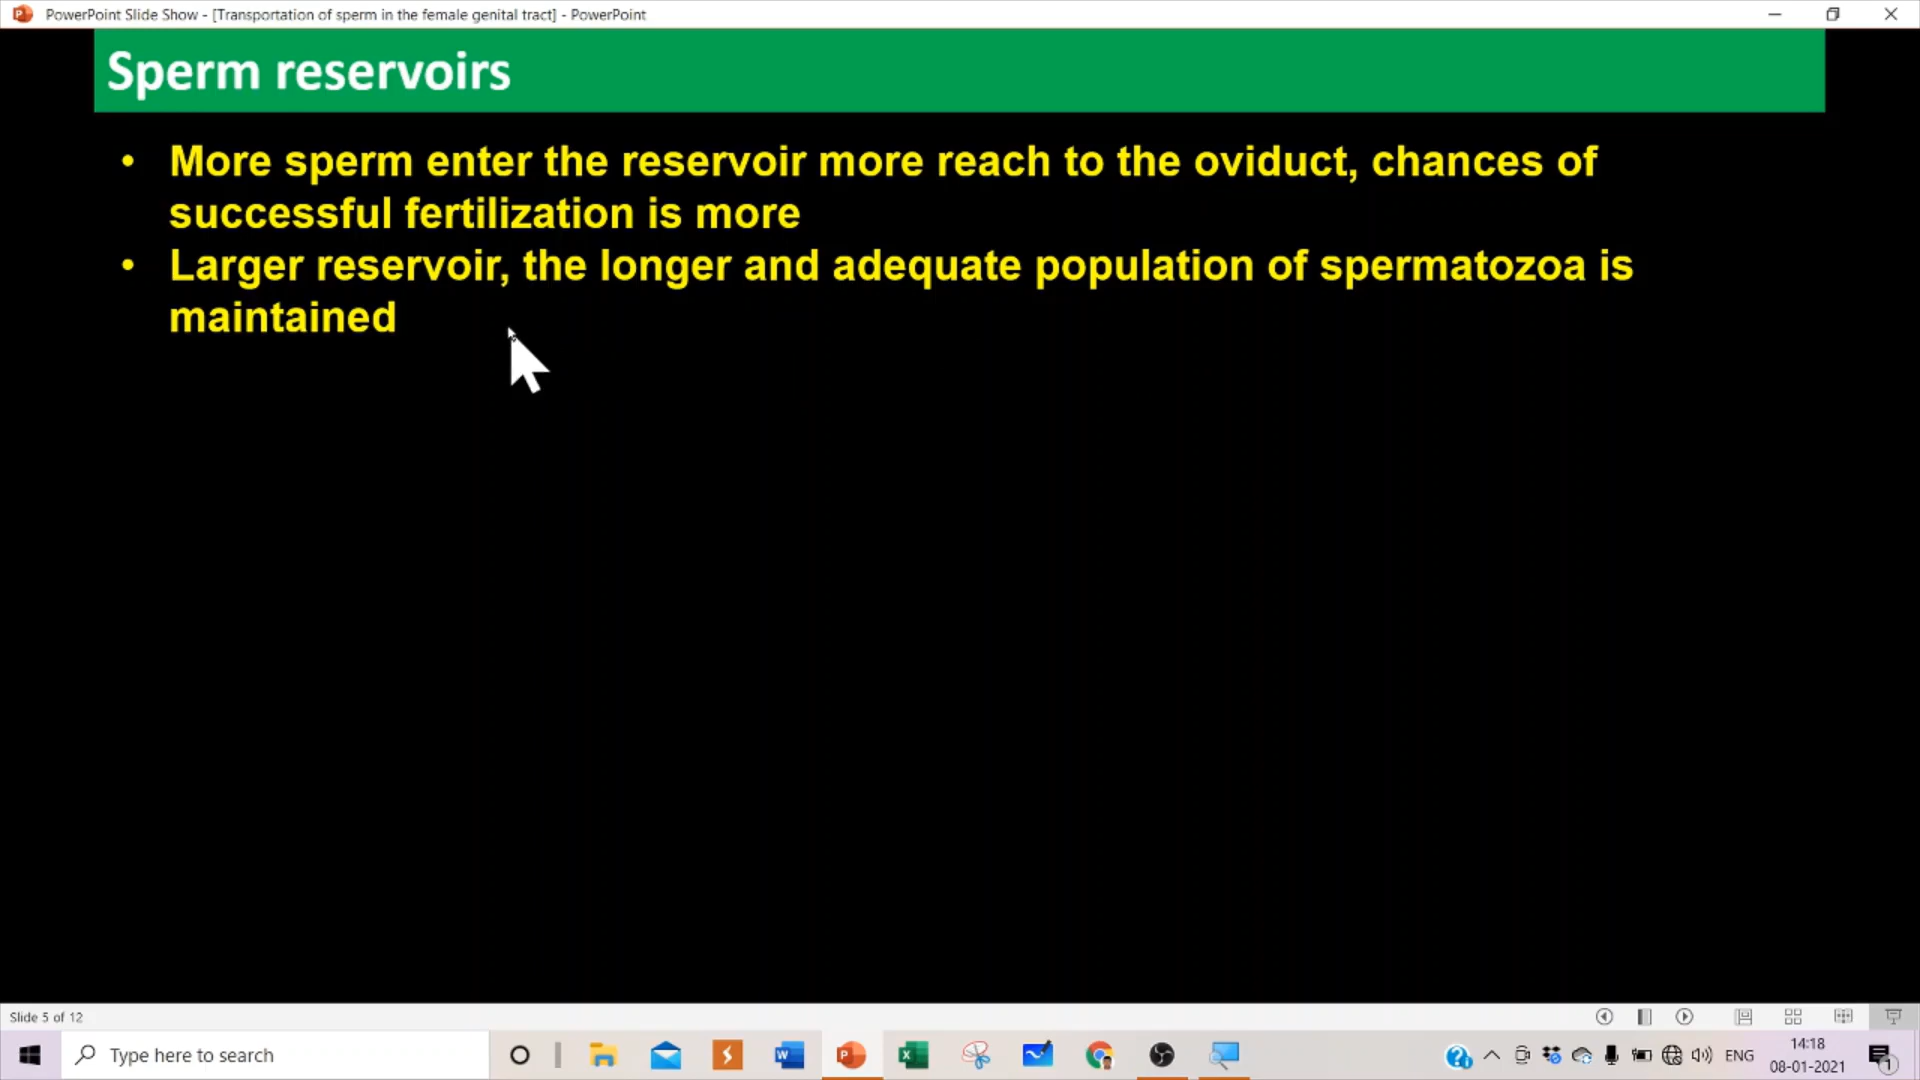 PowerPoint Slide Show - [Transportation of sperm in the female genital tract] - PowerPoint
Sperm reservoirs
• More sperm enter the reservoir more reach to the oviduct, chances of
successful fertilization is more
• Larger reservoir, the longer and adequate population of spermatozoa is
maintained
Slide 5 of 12
Type here to search
ENG
14:18
08-01-2021
1